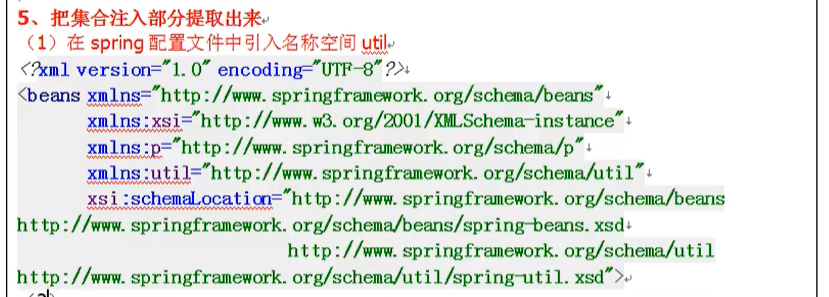 5、把集合注入部分提取出来
（1）在 spring 配置文件中引入名称空间 util
<?xml version="1.0" encoding="UTF-8"?>
<beans xmlns="http://www.springframework.org/schema/beans"
xmlns:xsi="http://www.w3.org/2001/XMLSchema-instance"
xmlns:p="http://www.springframework.org/schema/p"
xmlns:util="http://www.springframework.org/schema/util"
xsi:schemaLocation="http://www.springframework.org/schema/beans
http://www.springframework.org/schema/beans/spring-beans.xsd
http://www.springframework.org/schema/util
http://www.springframework.org/schema/util/spring-util.xsd">